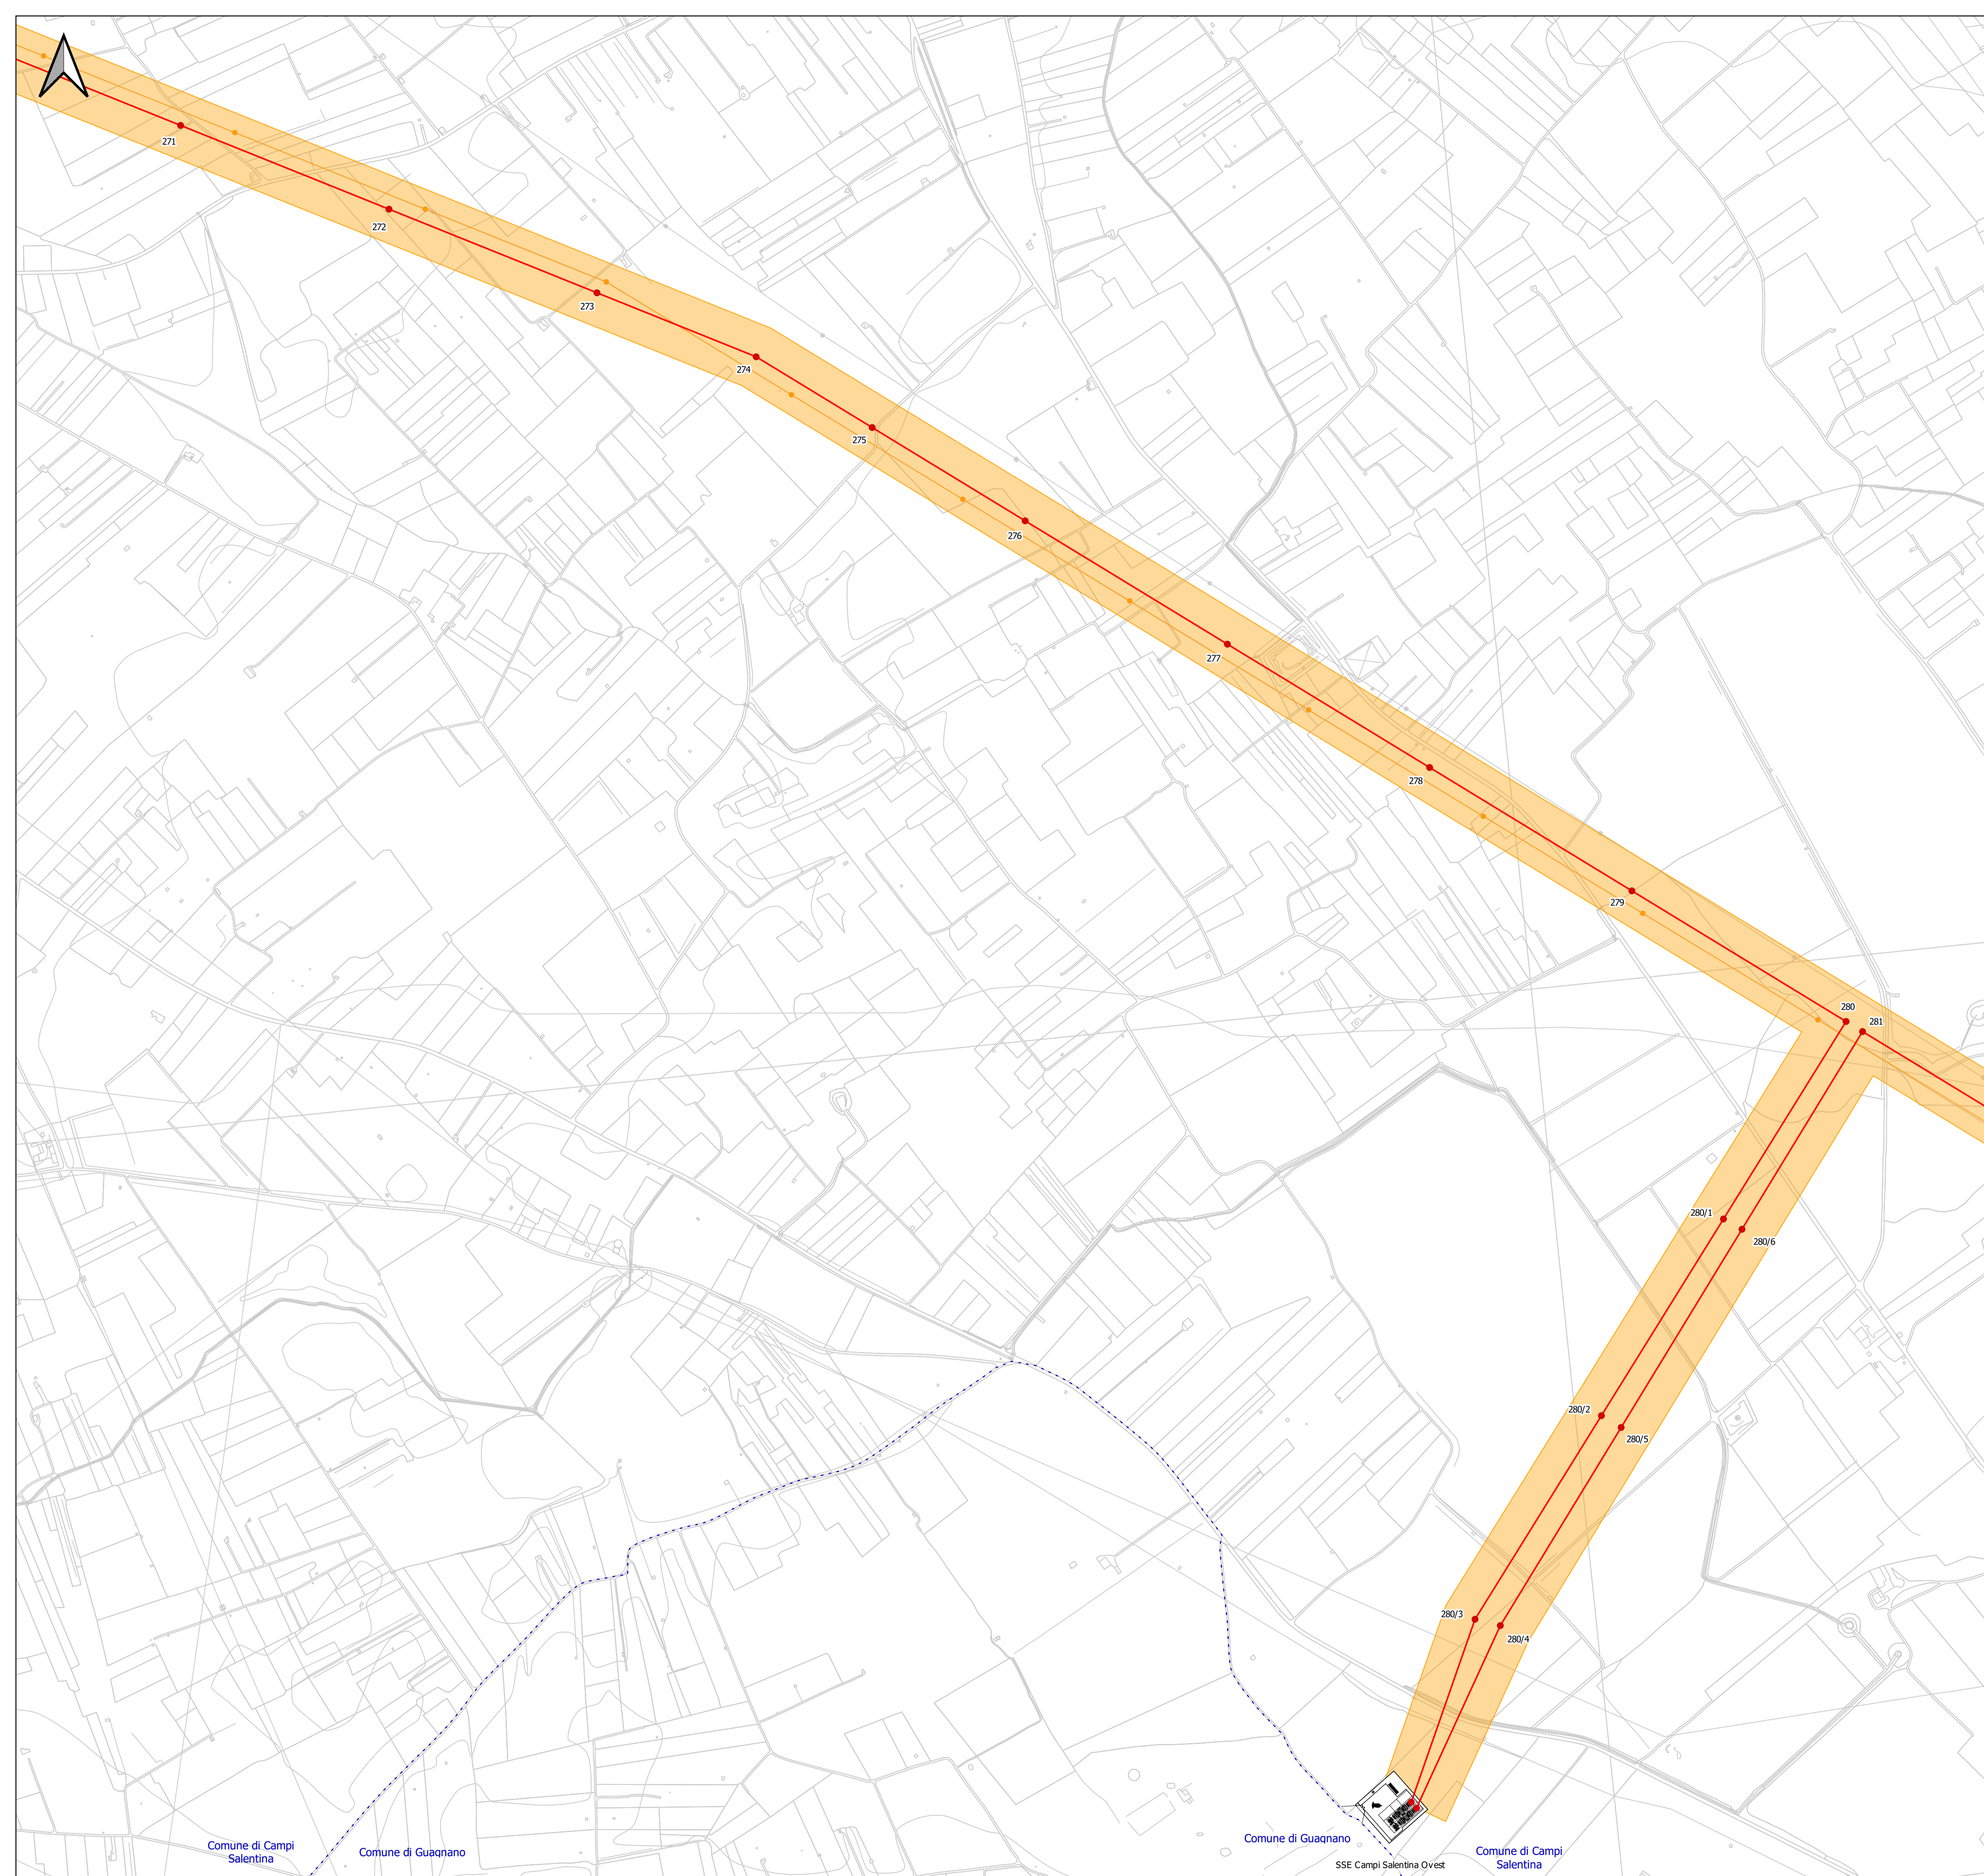 271
272
273
274
275
276
277
278
279
280
281
280/1
280/6
280/2
280/5
280/3
280/4
Comune di Campi
Salentina
Comune di Guagnano
Comune di Guagnano
Comune di Campi
Salentina
SSE Campi Salentina Ovest